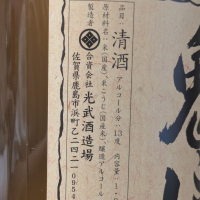 品目・清酒 アルコール分・13度 内容量・1.
原材料名・米(国産)、米こうじ(国産米)、醸造アルコール
製造者 合資会社 光武酒造場
佐賀県鹿島市浜町乙二四二一
0954